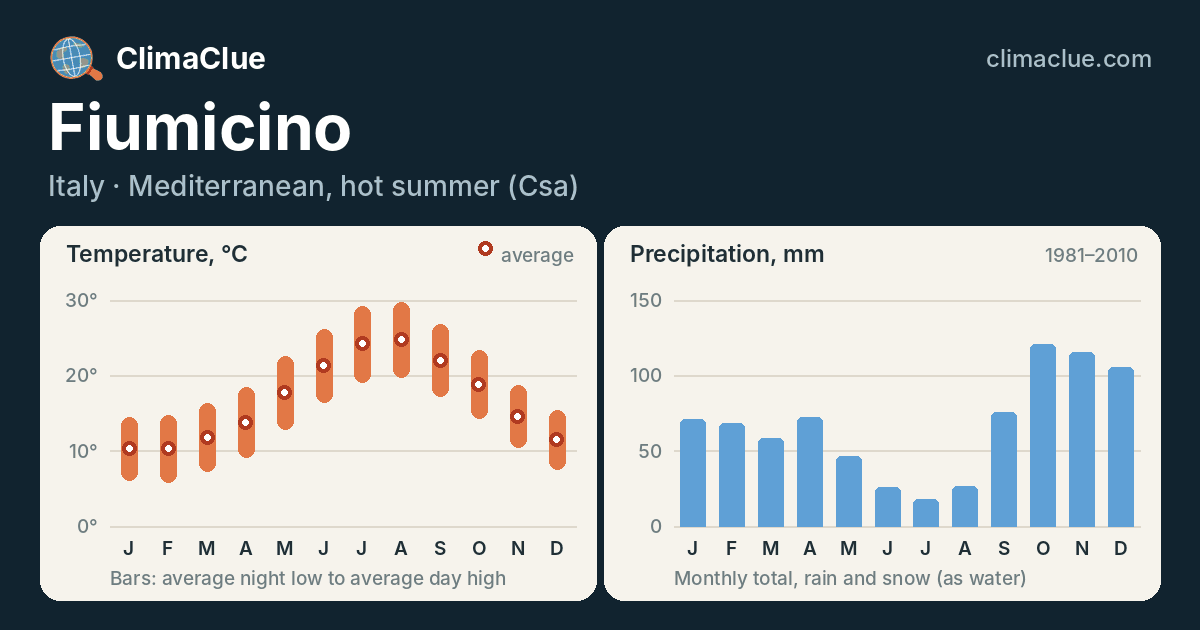 ClimaClue
climaclue.com
Fiumicino
Italy · Mediterranean, hot summer (Csa)
Temperature, °C
average
30°
20°
10°
0°
J F M A M J J A S O N D
Bars: average night low to average day high
Precipitation, mm
1981–2010
150
100
50
0
J F M A M J J A S O N D
Monthly total, rain and snow (as water)